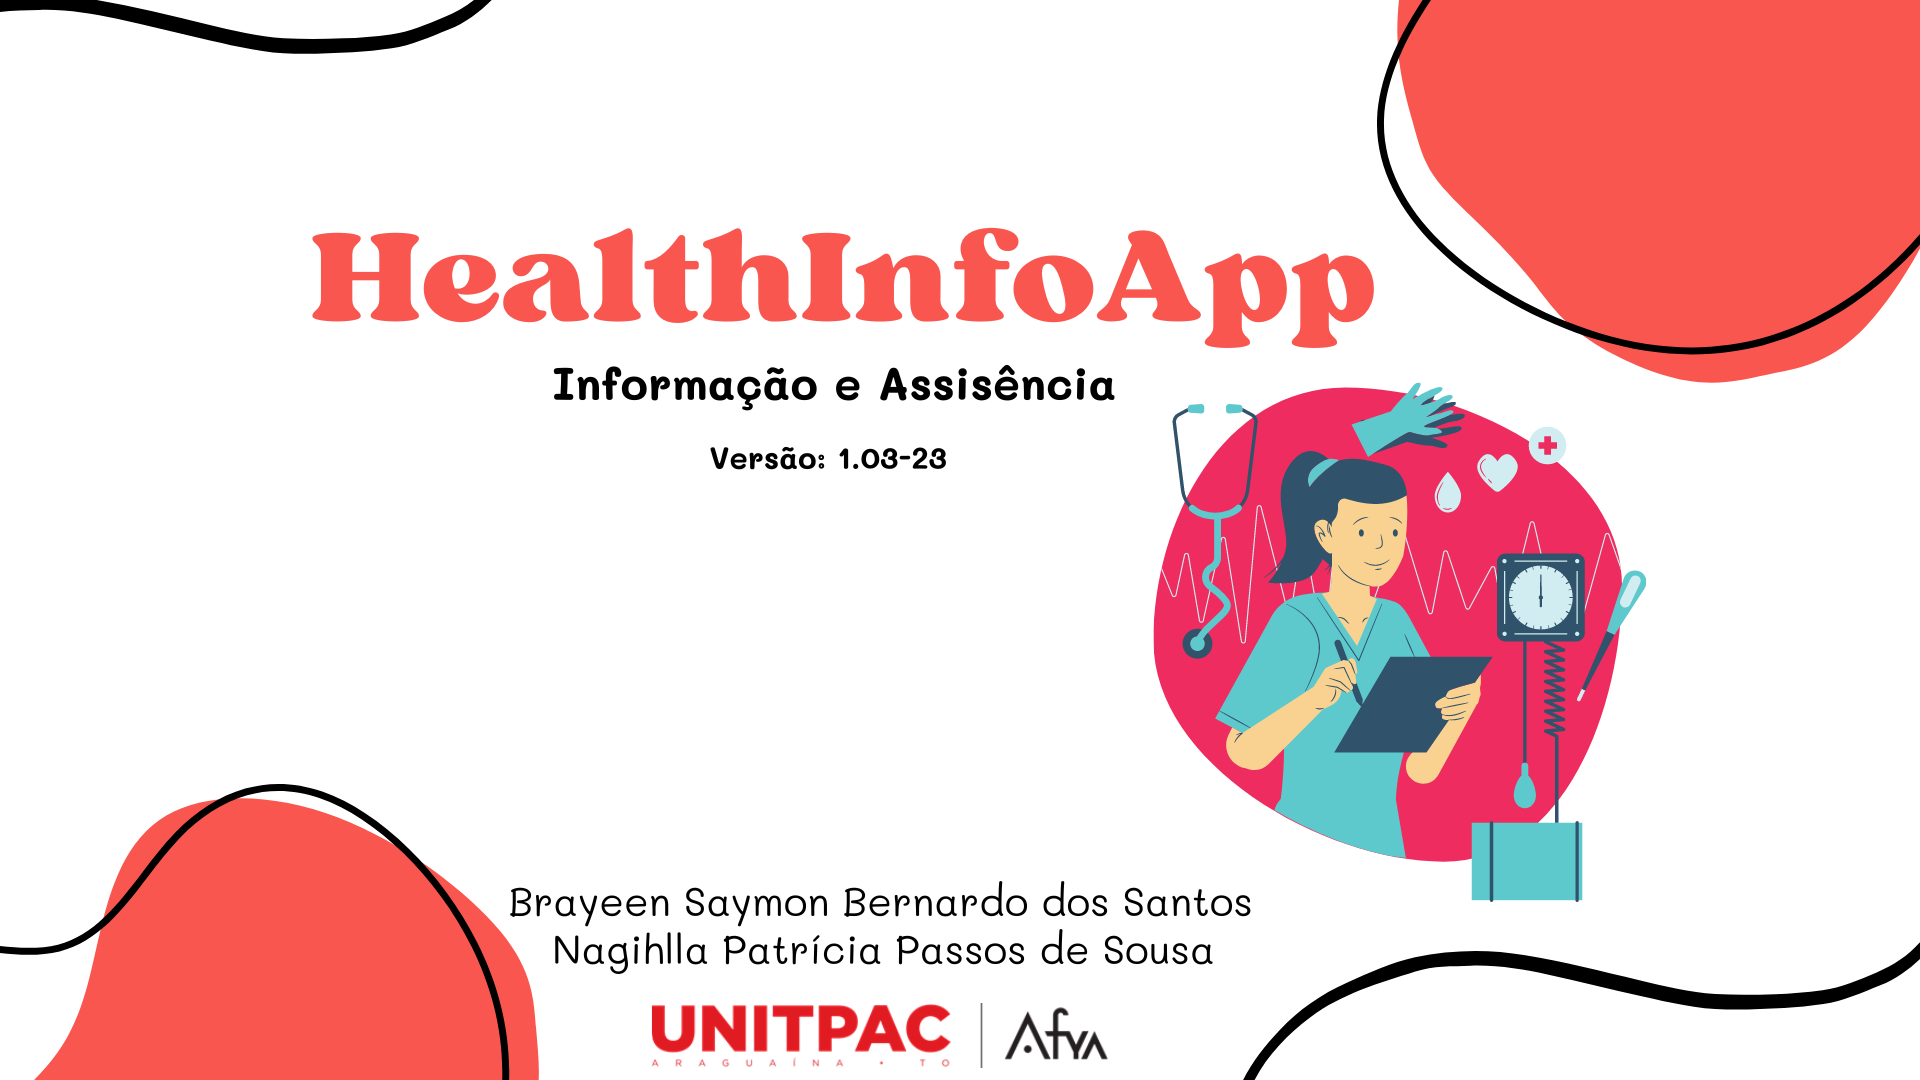 HealthInfoApp
Informação e Assisência
Versão: 1.03-23
Brayeen Saymon Bernardo dos Santos
Nagihlla Patrícia Passos de Sousa
UNITPAC
ARAGUAÍNA • TO
Afya